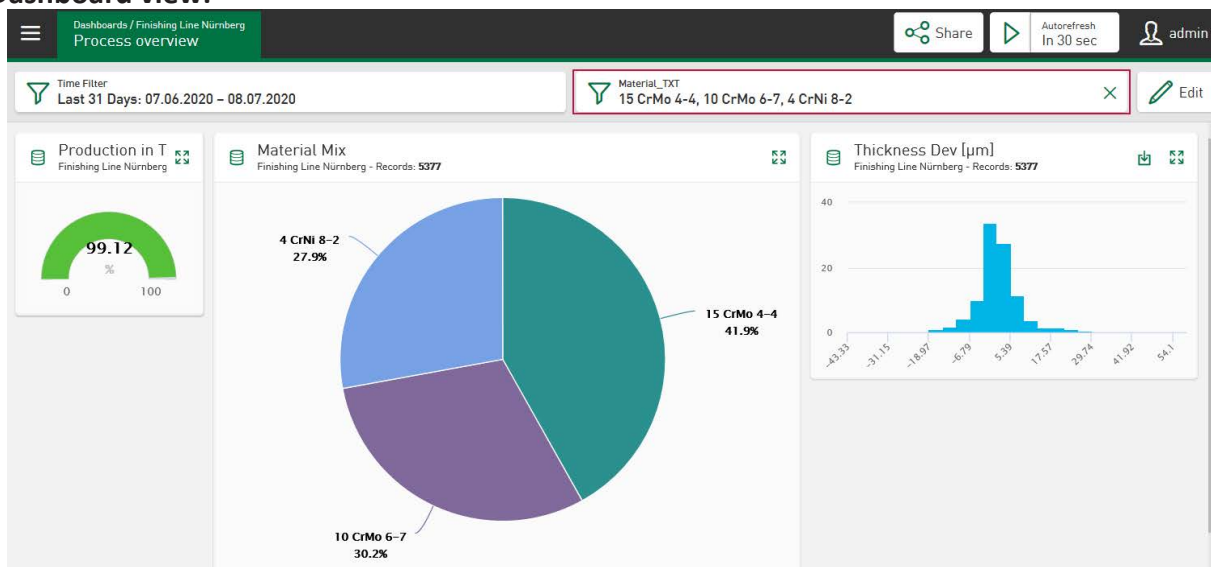 Dashboard view:
Dashboards / Finishing Line Nürnberg
Process overview
Share
Autorefresh
In 30 sec
admin
Time Filter
Last 31 Days: 07.06.2020 – 08.07.2020
Material_TXT
15 CrMo 4-4, 10 CrMo 6-7, 4 CrNi 8-2
Edit
Production in T
Finishing Line Nürnberg
99.12
%
0 100
Material Mix
Finishing Line Nürnberg - Records: 5377
4 CrNi 8-2
27.9%
15 CrMo 4-4
41.9%
10 CrMo 6-7
30.2%
Thickness Dev [µm]
Finishing Line Nürnberg - Records: 5377
40
20
0
-43.33 -31.15 -18.97 -6.79 5.39 17.57 29.74 41.92 54.1